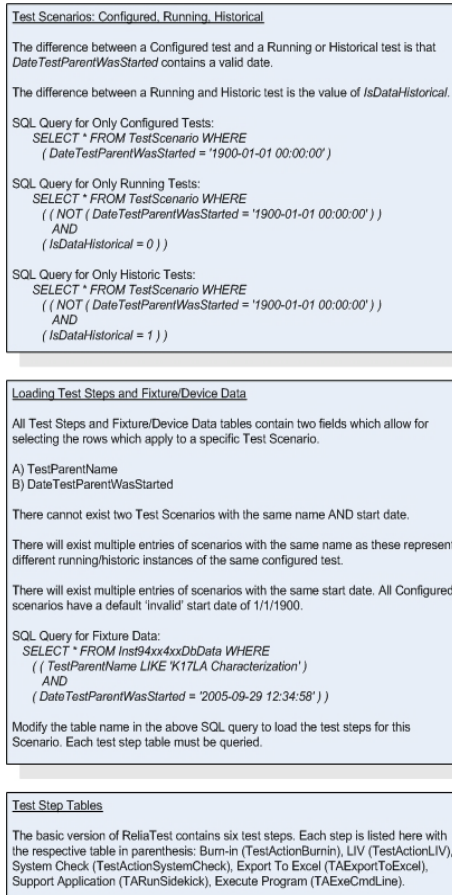 Test Scenarios: Configured, Running, Historical
The difference between a Configured test and a Running or Historical test is that
DateTestParentWasStarted contains a valid date.
The difference between a Running and Historic test is the value of IsDataHistorical.
SQL Query for Only Configured Tests:
SELECT * FROM TestScenario WHERE
( DateTestParentWasStarted = '1900-01-01 00:00:00' )
SQL Query for Only Running Tests:
SELECT * FROM TestScenario WHERE
( ( NOT ( DateTestParentWasStarted = '1900-01-01 00:00:00' ) )
AND
( IsDataHistorical = 0 ) )
SQL Query for Only Historic Tests:
SELECT * FROM TestScenario WHERE
( ( NOT ( DateTestParentWasStarted = '1900-01-01 00:00:00' ) )
AND
( IsDataHistorical = 1 ) )
Loading Test Steps and Fixture/Device Data
All Test Steps and Fixture/Device Data tables contain two fields which allow for
selecting the rows which apply to a specific Test Scenario.
A) TestParentName
B) DateTestParentWasStarted
There cannot exist two Test Scenarios with the same name AND start date.
There will exist multiple entries of scenarios with the same name as these represent
different running/historic instances of the same configured test.
There will exist multiple entries of scenarios with the same start date. All Configured
scenarios have a default 'invalid' start date of 1/1/1900.
SQL Query for Fixture Data:
SELECT * FROM Inst94xx4xxDbData WHERE
( ( TestParentName LIKE 'K17LA Characterization' )
AND
( DateTestParentWasStarted = '2005-09-29 12:34:58' ) )
Modify the table name in the above SQL query to load the test steps for this
Scenario. Each test step table must be queried.
Test Step Tables
The basic version of ReliaTest contains six test steps. Each step is listed here with
the respective table in parenthesis: Burn-in (TestActionBurnin), LIV (TestActionLIV),
System Check (TestActionSystemCheck), Export To Excel (TAExportToExcel),
Support Application (TARunSidekick), Execute Program (TAExeCmdLine).